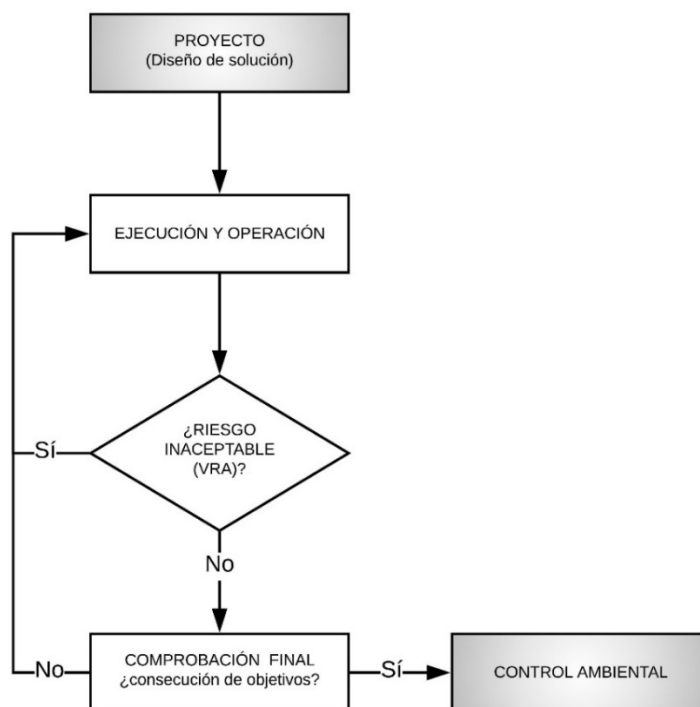 PROYECTO
(Diseño de solución)
EJECUCIÓN Y OPERACIÓN
¿RIESGO
INACEPTABLE
(VRA)?
Sí
No
COMPROBACIÓN FINAL
¿consecución de objetivos?
No
Sí
CONTROL AMBIENTAL